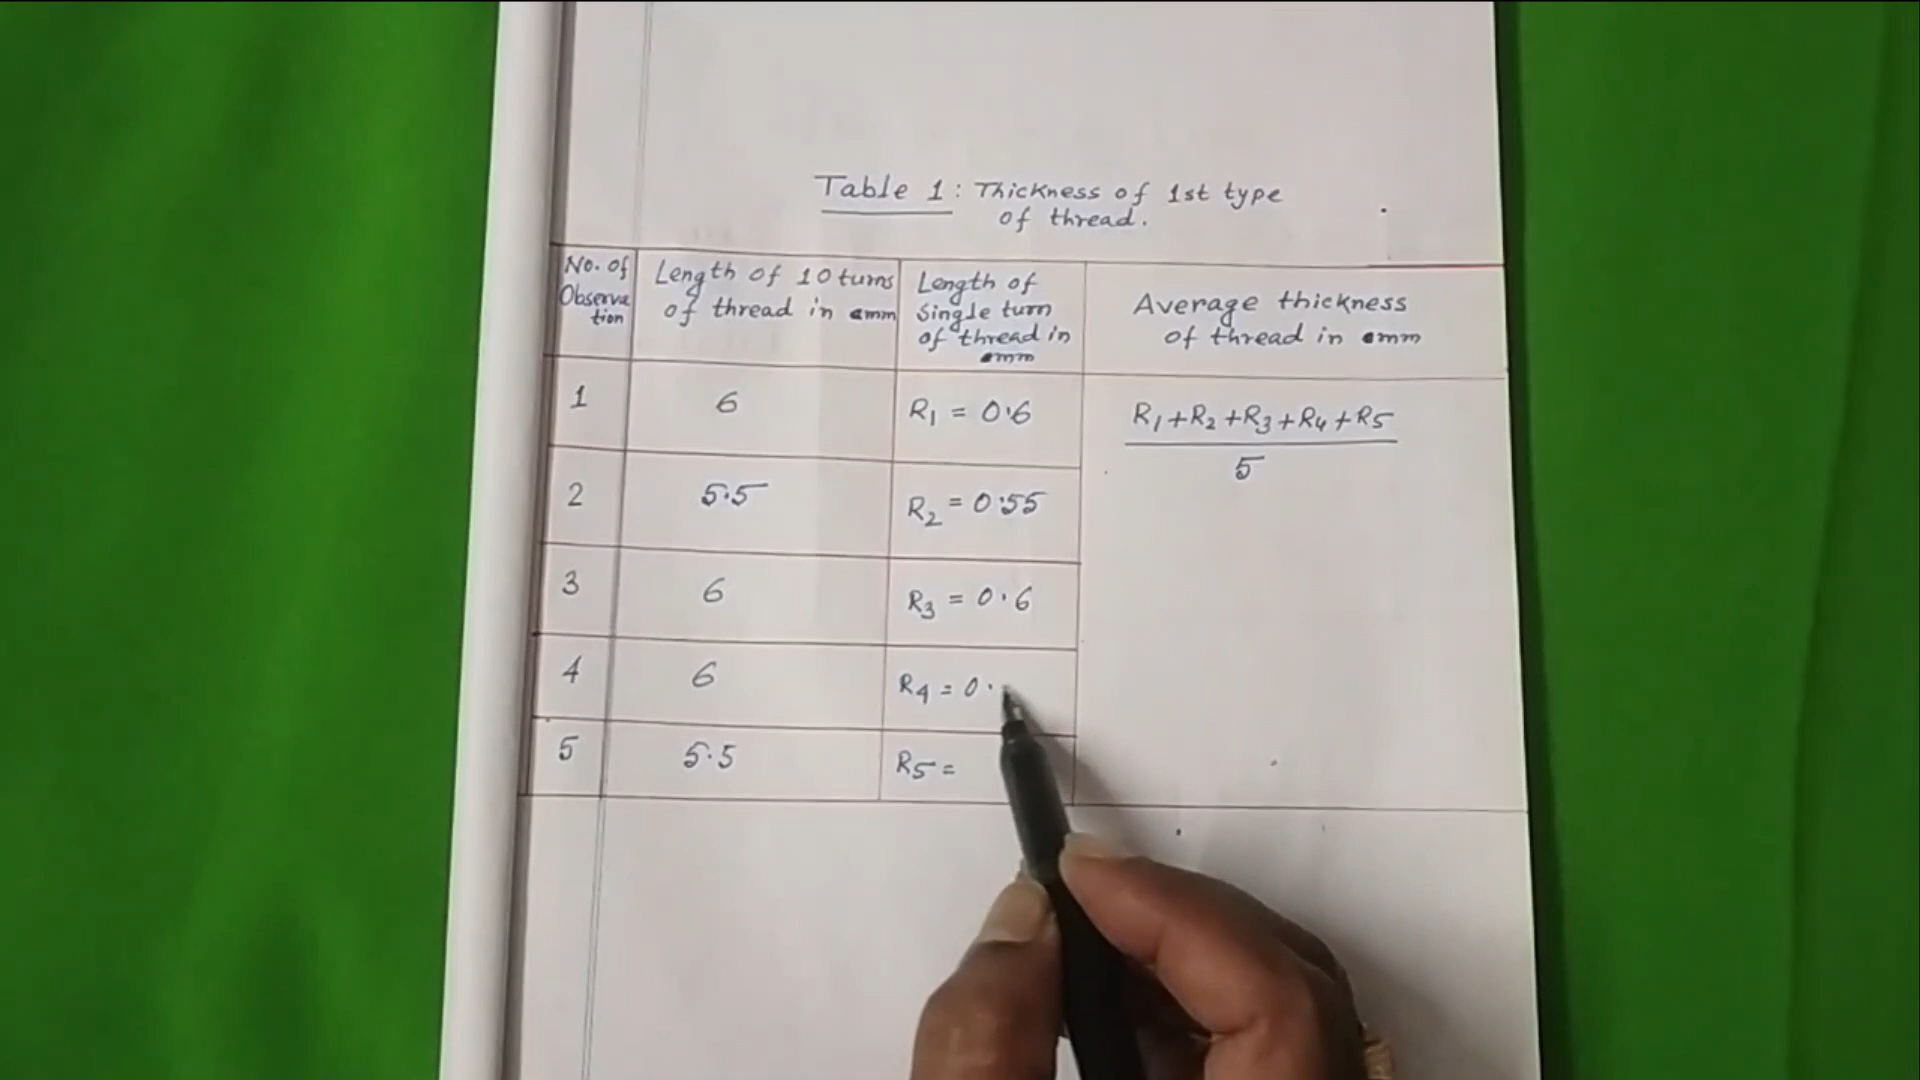 Table 1: Thickness of 1st type
of thread.
No. of
Observa
tion
Length of 10 turns
of thread in mm
Length of
single turn
of thread in
mm
Average thickness
of thread in mm
1
6
R1 = 0.6
R1+R2+R3+R4+R5
5
2
5.5
R2 = 0.55
3
6
R3 = 0.6
4
6
R4 = 0.
5
5.5
R5 =